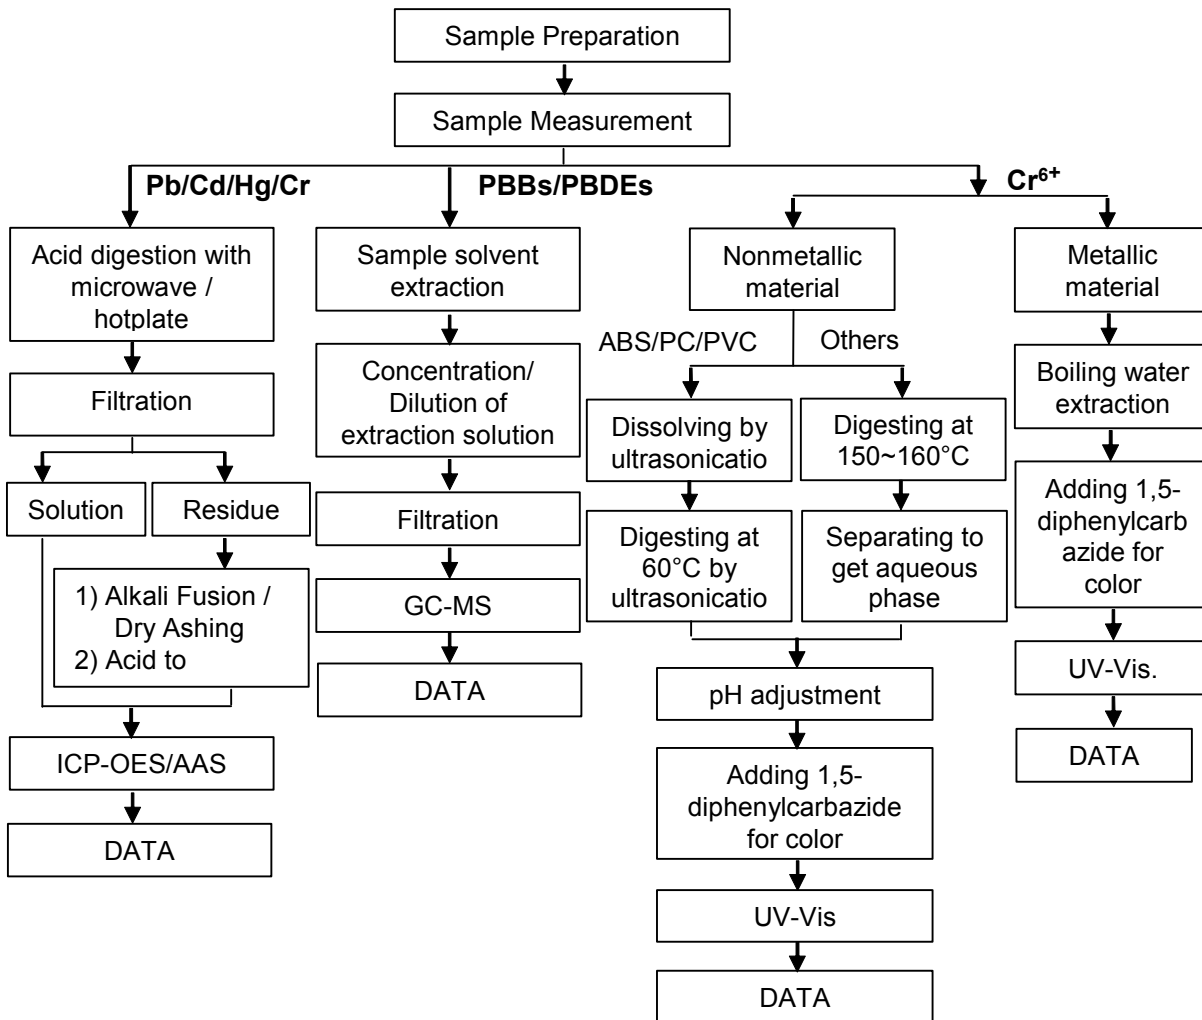 Sample Preparation
Sample Measurement
Pb/Cd/Hg/Cr
PBBs/PBDEs
Cr⁶⁺
Acid digestion with
microwave /
hotplate
Filtration
Solution
Residue
1) Alkali Fusion /
Dry Ashing
2) Acid to
ICP-OES/AAS
DATA
Sample solvent
extraction
Concentration/
Dilution of
extraction solution
Filtration
GC-MS
DATA
Nonmetallic
material
ABS/PC/PVC
Others
Dissolving by
ultrasonicatio
Digesting at
60°C by
ultrasonicatio
Digesting at
150~160°C
Separating to
get aqueous
phase
pH adjustment
Adding 1,5-
diphenylcarbazide
for color
UV-Vis
DATA
Metallic
material
Boiling water
extraction
Adding 1,5-
diphenylcarb
azide for
color
UV-Vis.
DATA